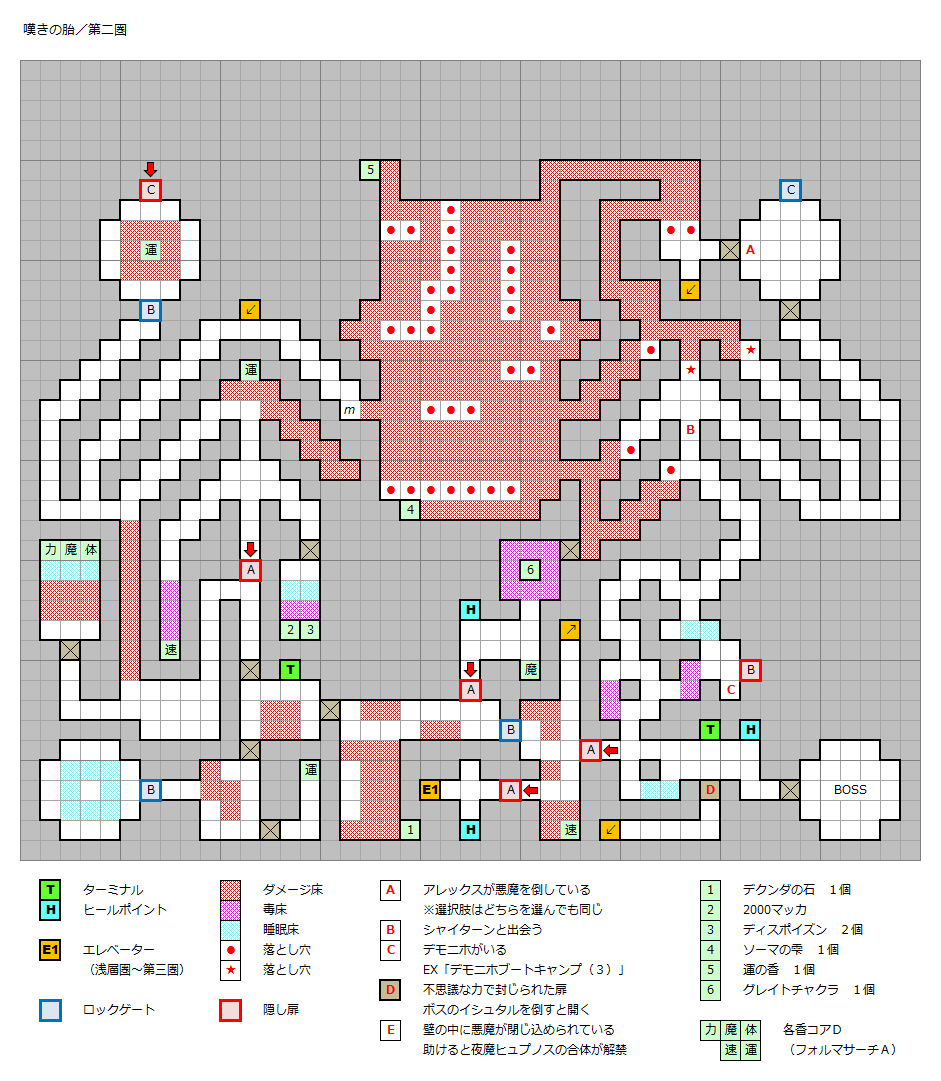 嘆きの胎／第二圏
5
C
C
運
A
B
↙
↙
運
★
★
m
B
4
力 魔 体
A
6
2 3
H
↗
速
T
魔
B
A
C
B
T
H
A
運
B
E1
A
D
BOSS
1
H
速
↙
T ターミナル
H ヒールポイント
E1 エレベーター
（浅層圏～第三圏）
ロックゲート
ダメージ床
毒床
睡眠床
● 落とし穴
★ 落とし穴
隠し扉
A アレックスが悪魔を倒している
※選択肢はどちらを選んでも同じ
B シャイターンと出会う
C デモニホがいる
EX「デモニホブートキャンプ（３）」
D 不思議な力で封じられた扉
ボスのイシュタルを倒すと開く
E 壁の中に悪魔が閉じ込められている
助けると夜魔ヒュプノスの合体が解禁
1 デクンダの石　１個
2 2000マッカ
3 ディスポイズン　２個
4 ソーマの雫　１個
5 運の香　１個
6 グレイトチャクラ　１個
力 魔 体 各香コアＤ
速 運 （フォルマサーチＡ）